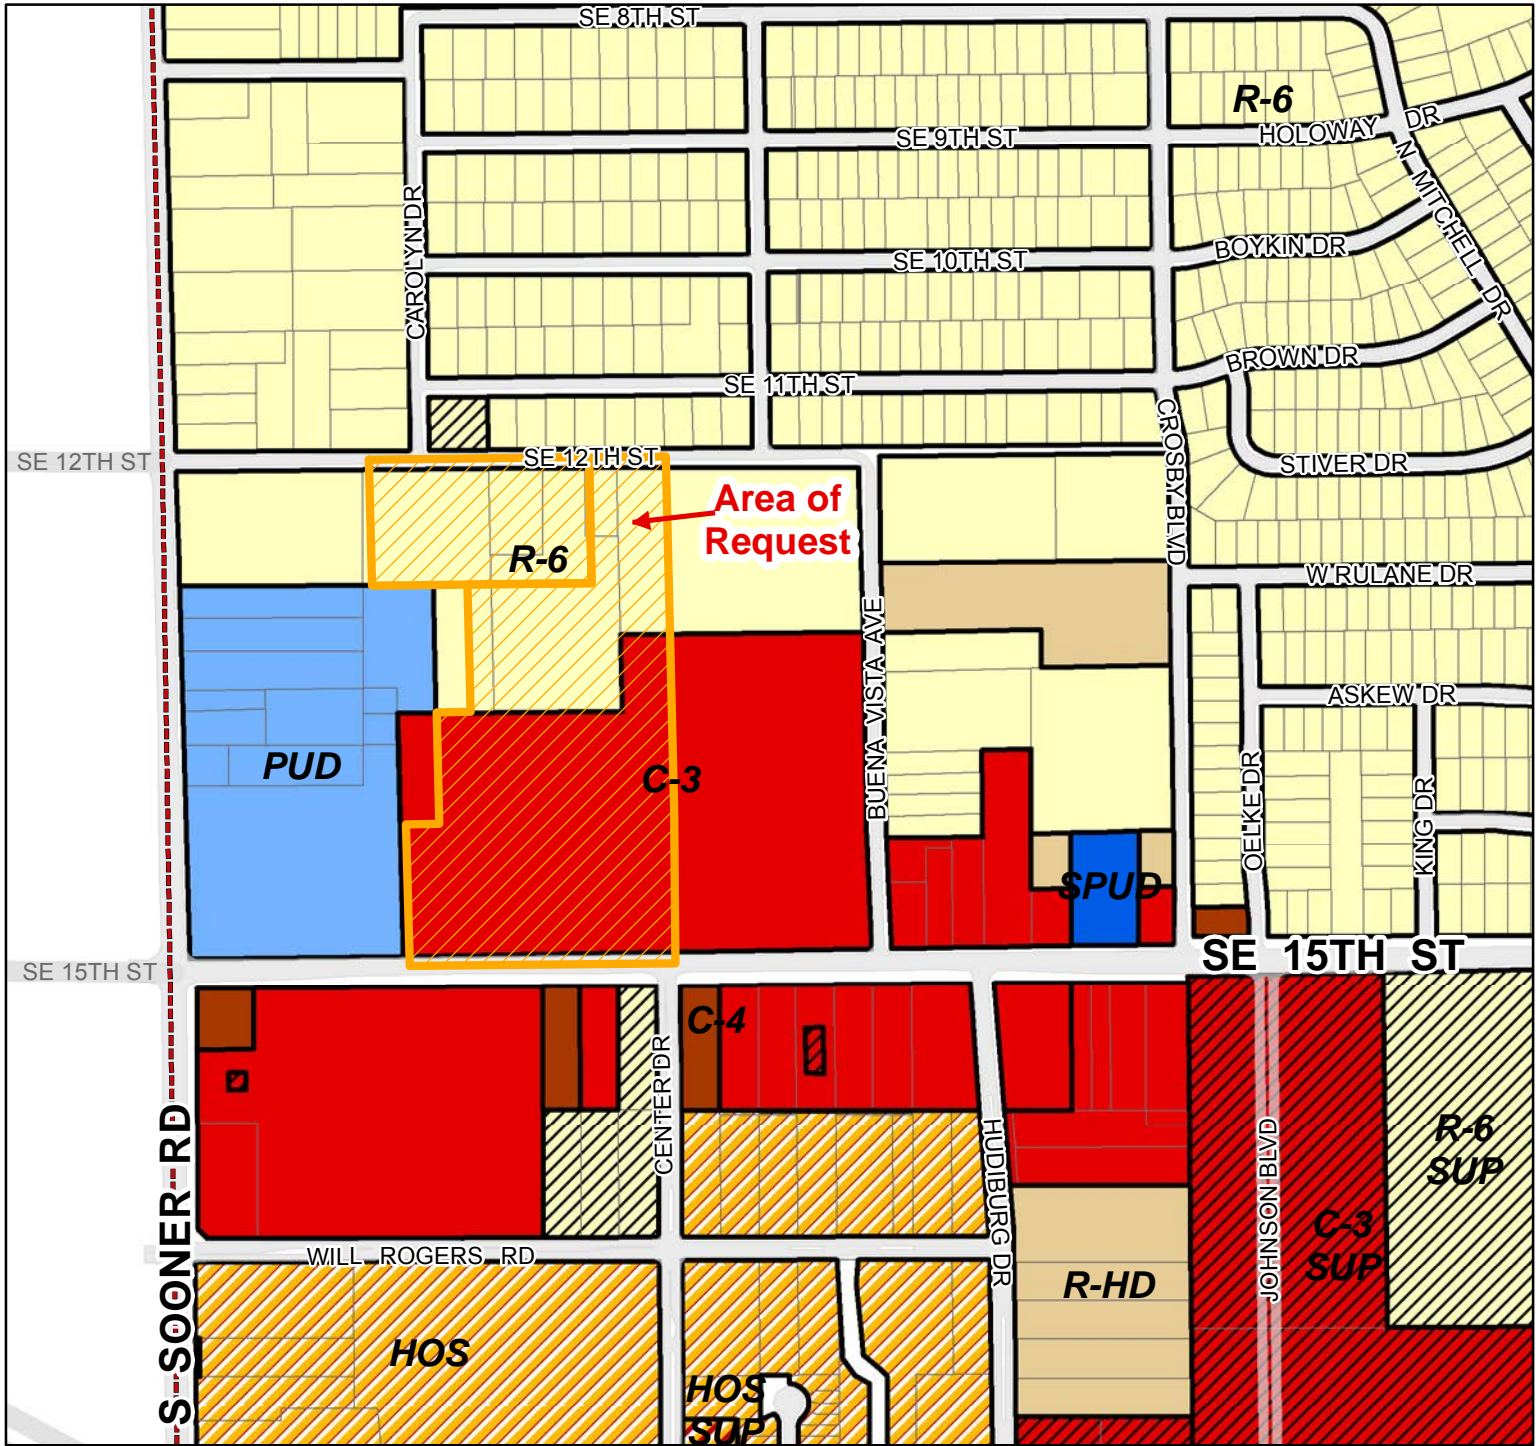 SE 8TH ST
R-6
HOLOWAY DR
SE 9TH ST
N MITCHELL DR
CAROLYN DR
BOYKIN DR
SE 10TH ST
BROWN DR
SE 11TH ST
CROSBY BLVD
SE 12TH ST
SE 12TH ST
STIVER DR
Area of
Request
R-6
W RULANE DR
BUENA VISTA AVE
ASKEW DR
PUD
C-3
OELKE DR
KING DR
SPUD
SE 15TH ST
SE 15TH ST
C-4
CENTER DR
S SOONER RD
HUDIBURG DR
JOHNSON BLVD
R-6
SUP
C-3
SUP
WILL ROGERS RD
R-HD
HOS
HOS
SUP